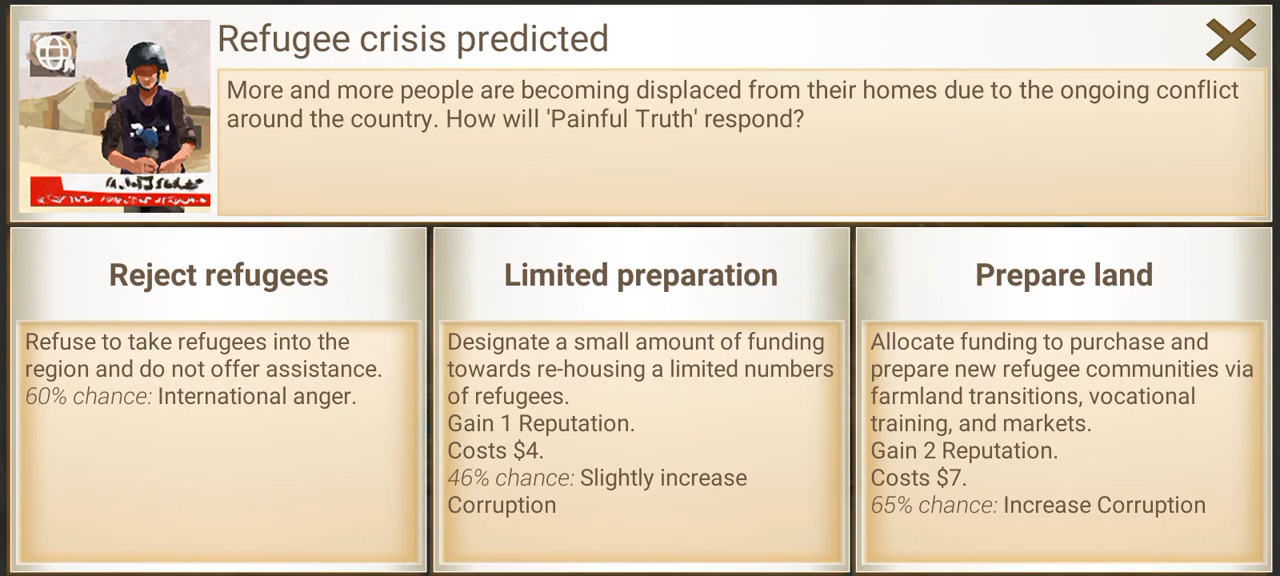 Refugee crisis predicted
More and more people are becoming displaced from their homes due to the ongoing conflict
around the country. How will 'Painful Truth' respond?
Reject refugees
Refuse to take refugees into the
region and do not offer assistance.
60% chance: International anger.
Limited preparation
Designate a small amount of funding
towards re-housing a limited numbers
of refugees.
Gain 1 Reputation.
Costs $4.
46% chance: Slightly increase
Corruption
Prepare land
Allocate funding to purchase and
prepare new refugee communities via
farmland transitions, vocational
training, and markets.
Gain 2 Reputation.
Costs $7.
65% chance: Increase Corruption